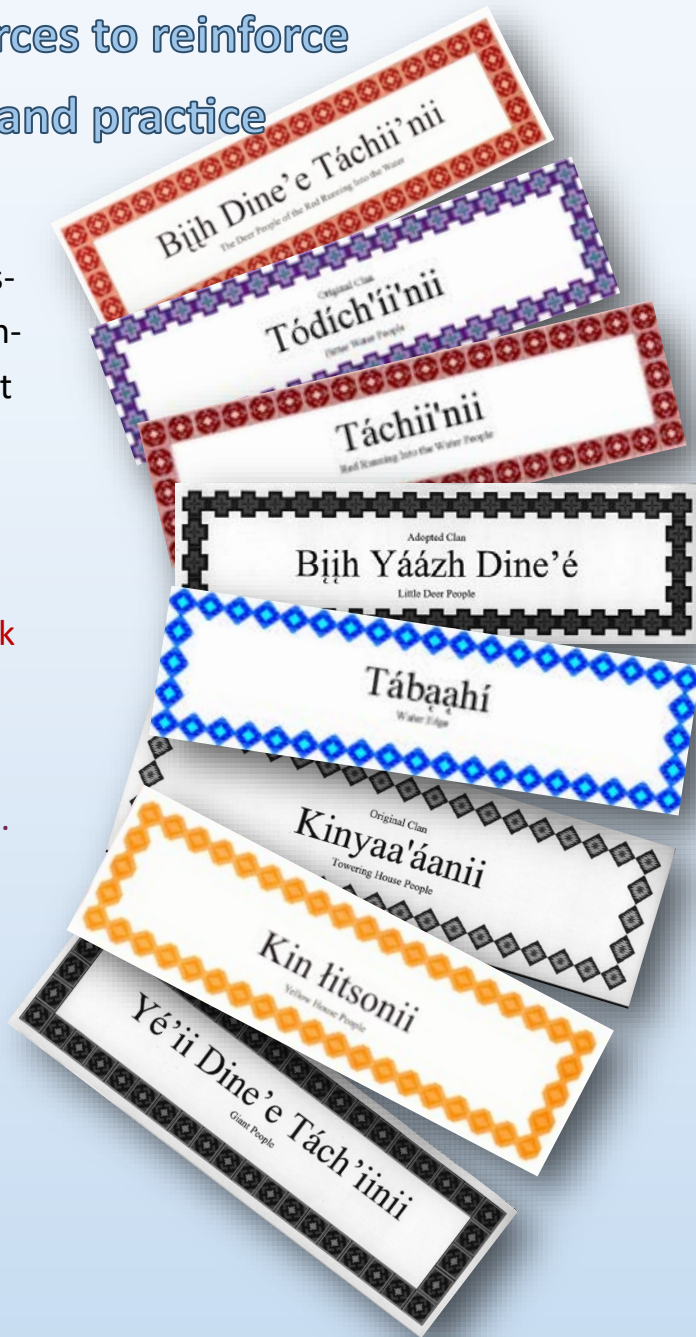 rces to reinforce
and practice
s-
n-
t
k
.
Bįįh Dine’e Táchii’nii
The Deer People of the Red Running Into the Water
Original Clan
Tódích'íi'nii
Bitter Water People
Táchii'nii
Red Running Into the Water People
Adopted Clan
Bįįh Yáázh Dine’é
Little Deer People
Tábąąhí
Water Edge
Original Clan
Kinyaa'áanii
Towering House People
Kin łitsonii
Yellow House People
Yé’ii Dine’e Tách’iinii
Giant People